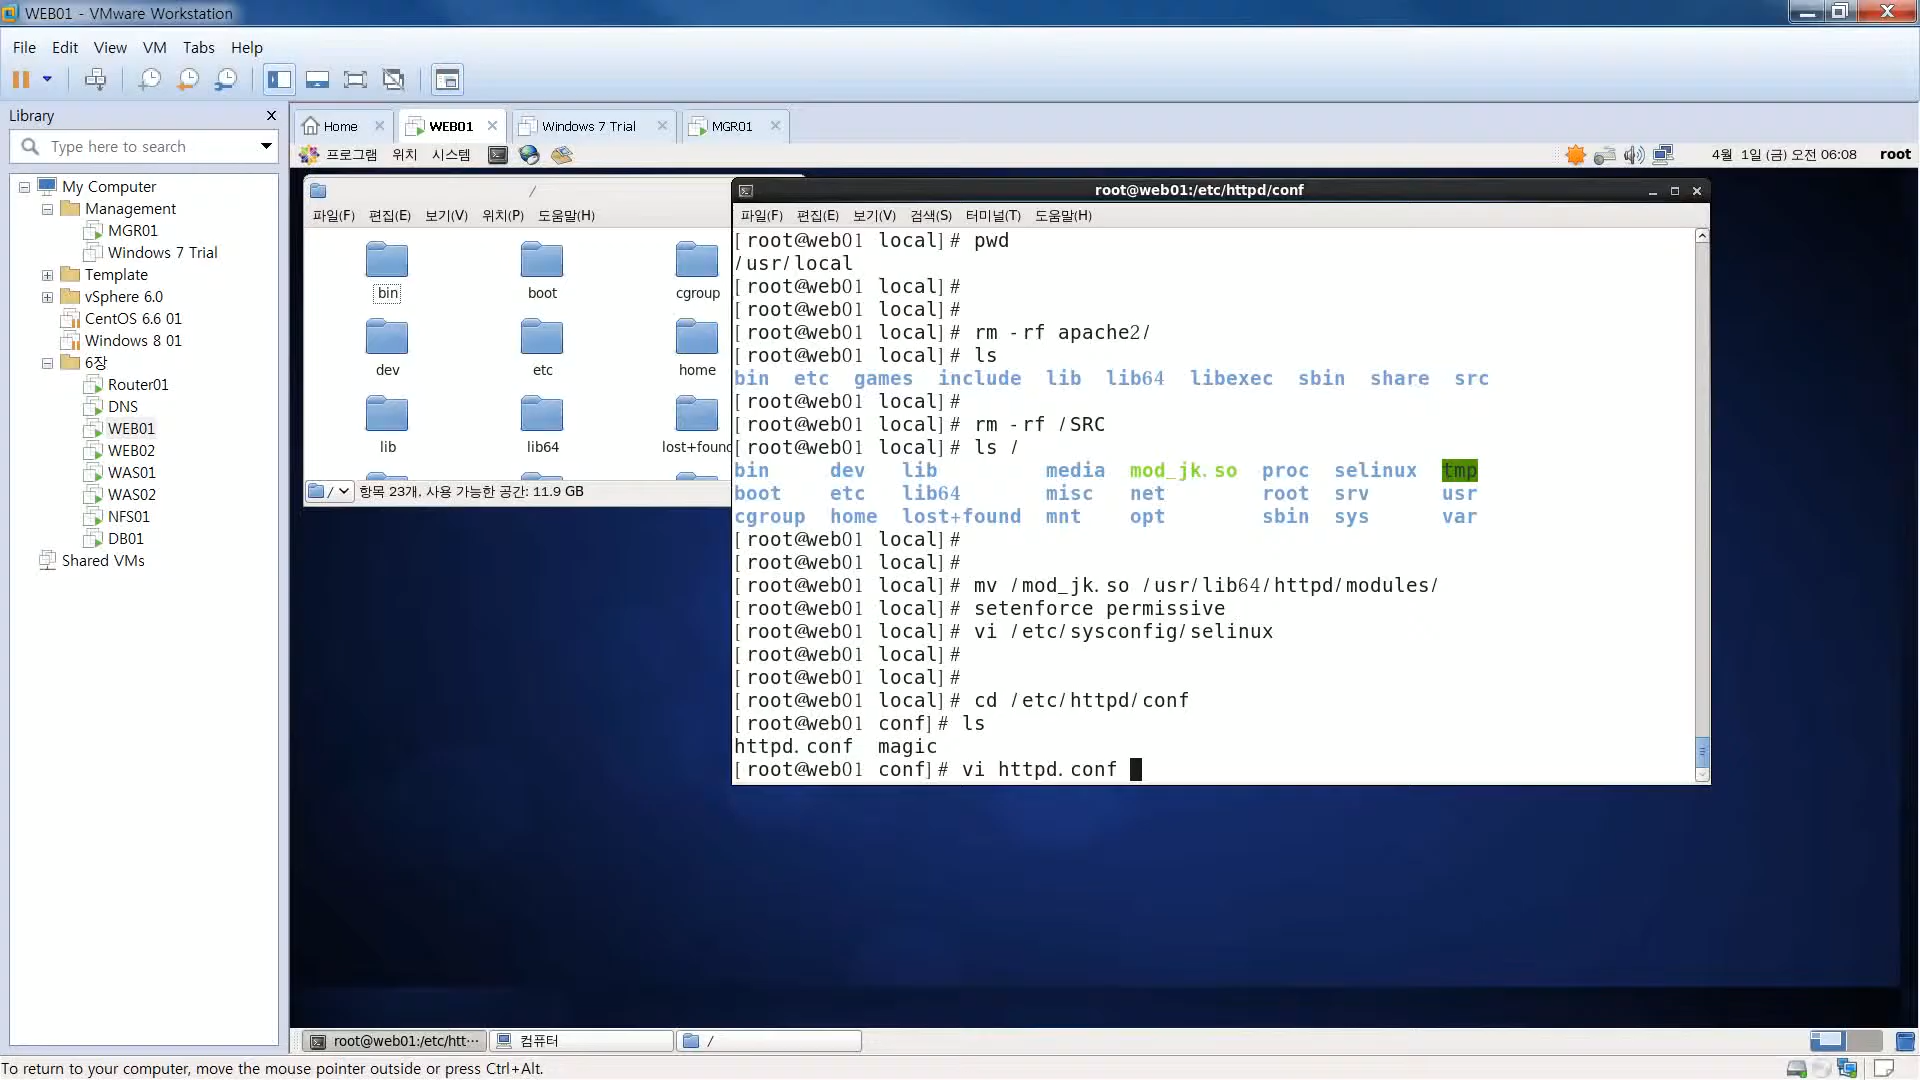 WEB01 - VMware Workstation
File Edit View VM Tabs Help
Library
Type here to search
My Computer
Management
MGR01
Windows 7 Trial
Template
vSphere 6.0
CentOS 6.6 01
Windows 8 01
6장
Router01
DNS
WEB01
WEB02
WAS01
WAS02
NFS01
DB01
Shared VMs
Home WEB01 Windows 7 Trial MGR01
프로그램 위치 시스템 4월 1일 (금) 오전 06:08 root
/
파일(F) 편집(E) 보기(V) 위치(P) 도움말(H)
bin boot cgroup
dev etc home
lib lib64 lost+found
/ 항목 23개, 사용 가능한 공간: 11.9 GB
root@web01:/etc/httpd/conf
파일(F) 편집(E) 보기(V) 검색(S) 터미널(T) 도움말(H)
[root@web01 local]# pwd
/usr/local
[root@web01 local]#
[root@web01 local]#
[root@web01 local]# rm -rf apache2/
[root@web01 local]# ls
bin etc games include lib lib64 libexec sbin share src
[root@web01 local]#
[root@web01 local]# rm -rf /SRC
[root@web01 local]# ls /
bin dev lib media mod_jk.so proc selinux tmp
boot etc lib64 misc net root srv usr
cgroup home lost+found mnt opt sbin sys var
[root@web01 local]#
[root@web01 local]#
[root@web01 local]# mv /mod_jk.so /usr/lib64/httpd/modules/
[root@web01 local]# setenforce permissive
[root@web01 local]# vi /etc/sysconfig/selinux
[root@web01 local]#
[root@web01 local]#
[root@web01 local]# cd /etc/httpd/conf
[root@web01 conf]# ls
httpd.conf magic
[root@web01 conf]# vi httpd.conf
root@web01:/etc/htt··· 컴퓨터 /
To return to your computer, move the mouse pointer outside or press Ctrl+Alt.